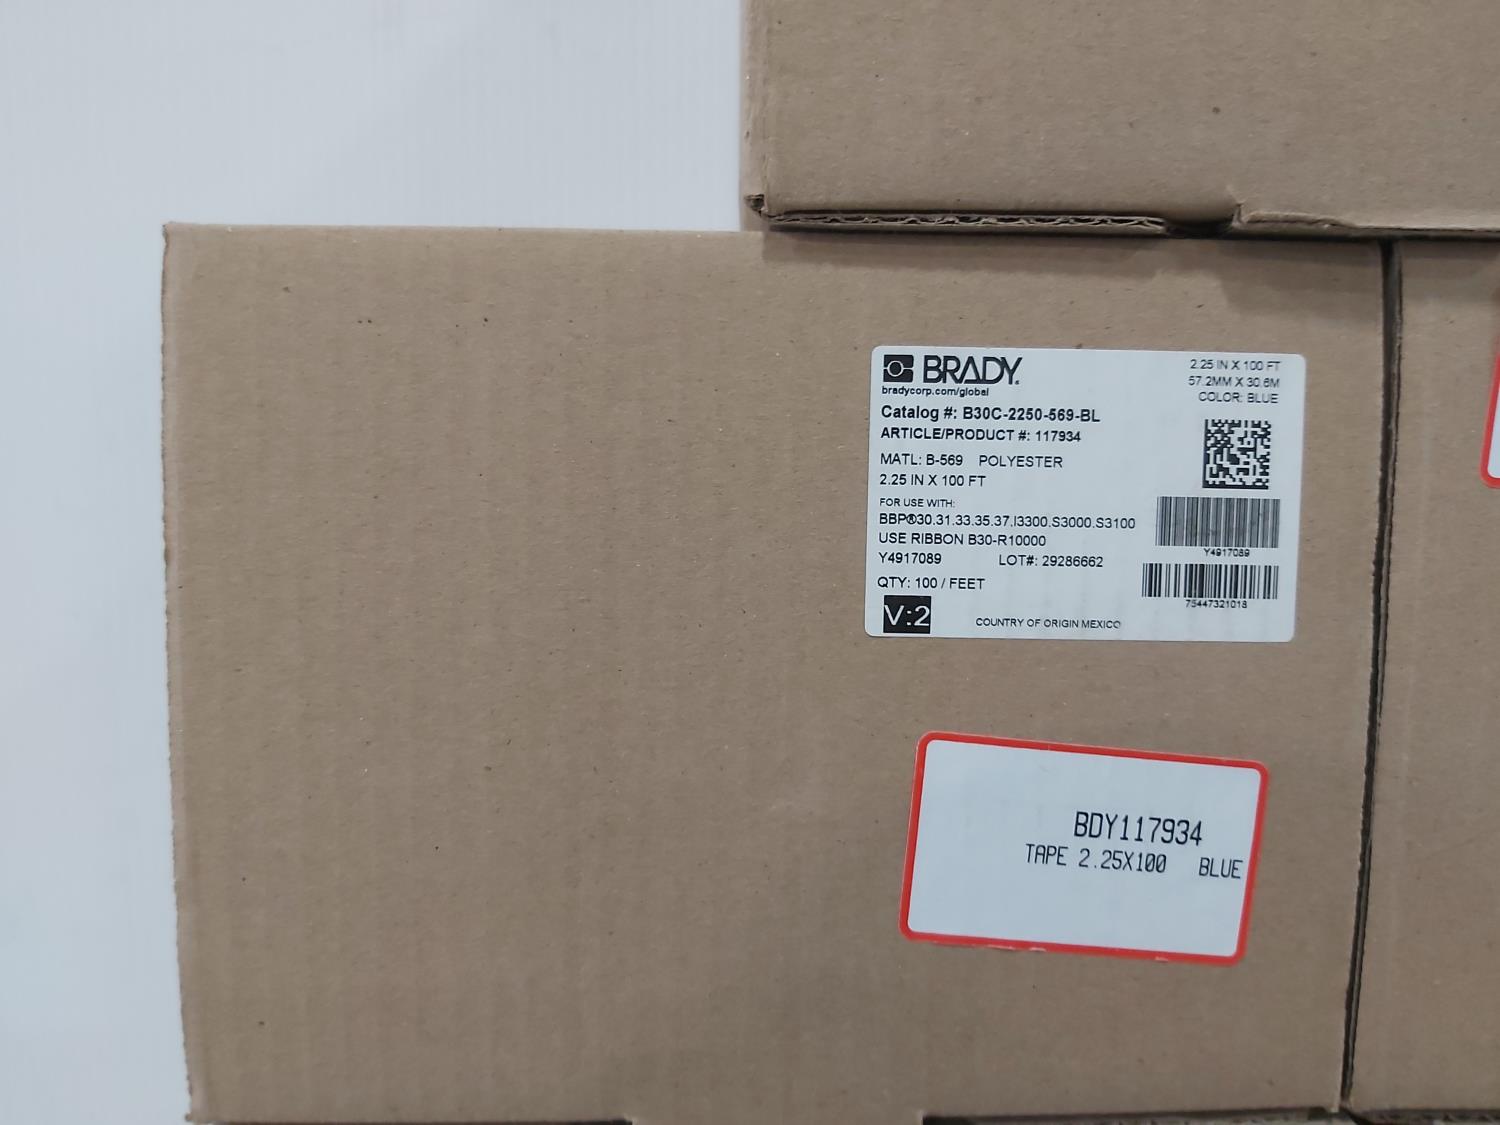 BRADY
bradycorp.com/global
2.25 IN X 100 FT
57.2MM X 30.6M
COLOR: BLUE
Catalog #: B30C-2250-569-BL
ARTICLE/PRODUCT #: 117934
MATL: B-569 POLYESTER
2.25 IN X 100 FT
FOR USE WITH:
BBP®30.31.33.35.37.I3300.S3000.S3100
USE RIBBON B30-R10000
Y4917089 LOT#: 29286662
QTY: 100 / FEET
Y4917089
75447321018
V:2
COUNTRY OF ORIGIN MEXICO
BDY117934
TAPE 2.25X100 BLUE